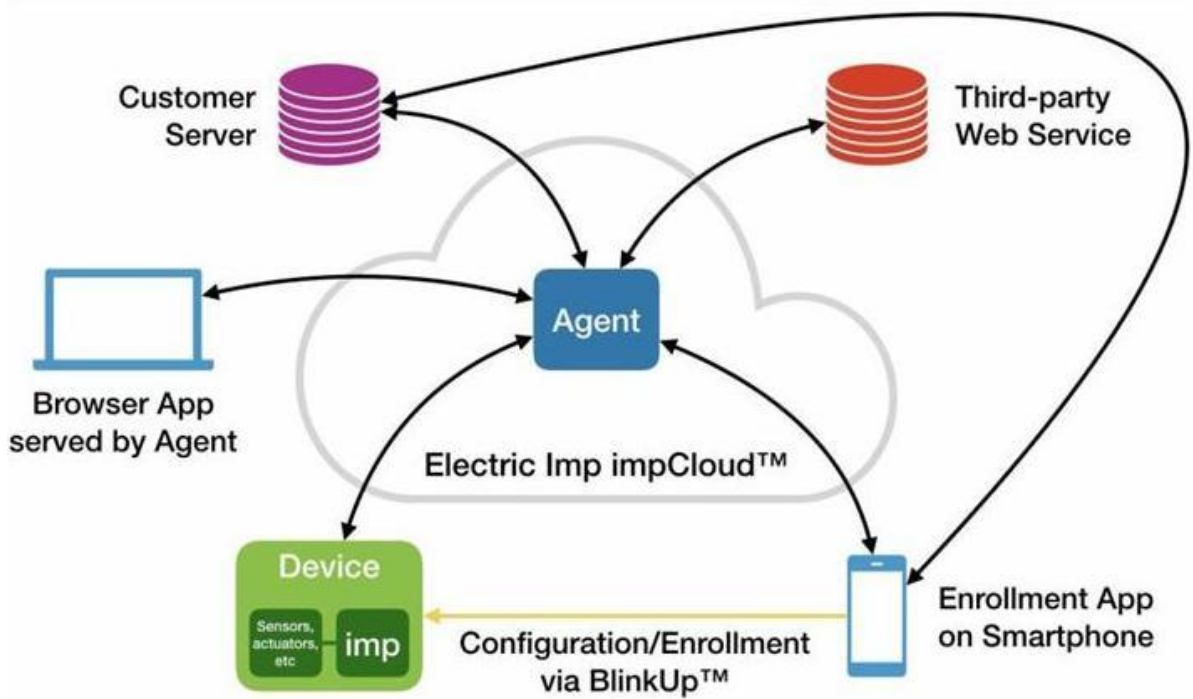 Customer
Server
Third-party
Web Service
Agent
Browser App
served by Agent
Electric Imp impCloud™
Device
Sensors,
actuators,
etc
imp
Configuration/Enrollment
via BlinkUp™
Enrollment App
on Smartphone